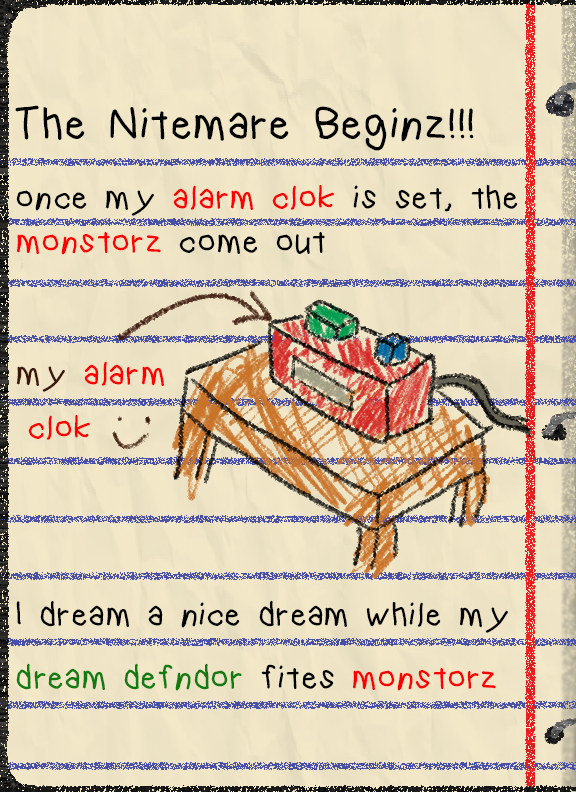 The Nitemare Beginz!!!
once my alarm clok is set, the
monstorz come out
my alarm
clok
I dream a nice dream while my
dream defndor fites monstorz